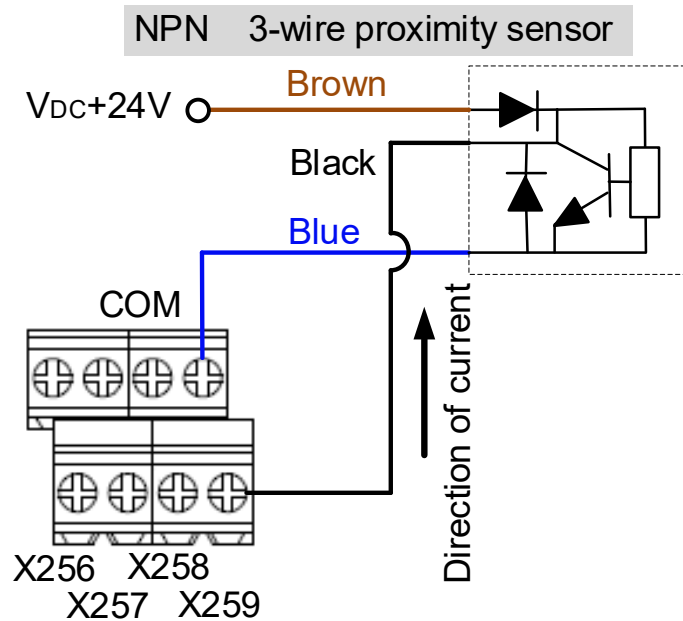 NPN 3-wire proximity sensor
Brown
VDC+24V
Black
Blue
COM
Direction of current
X256
X258
X257
X259